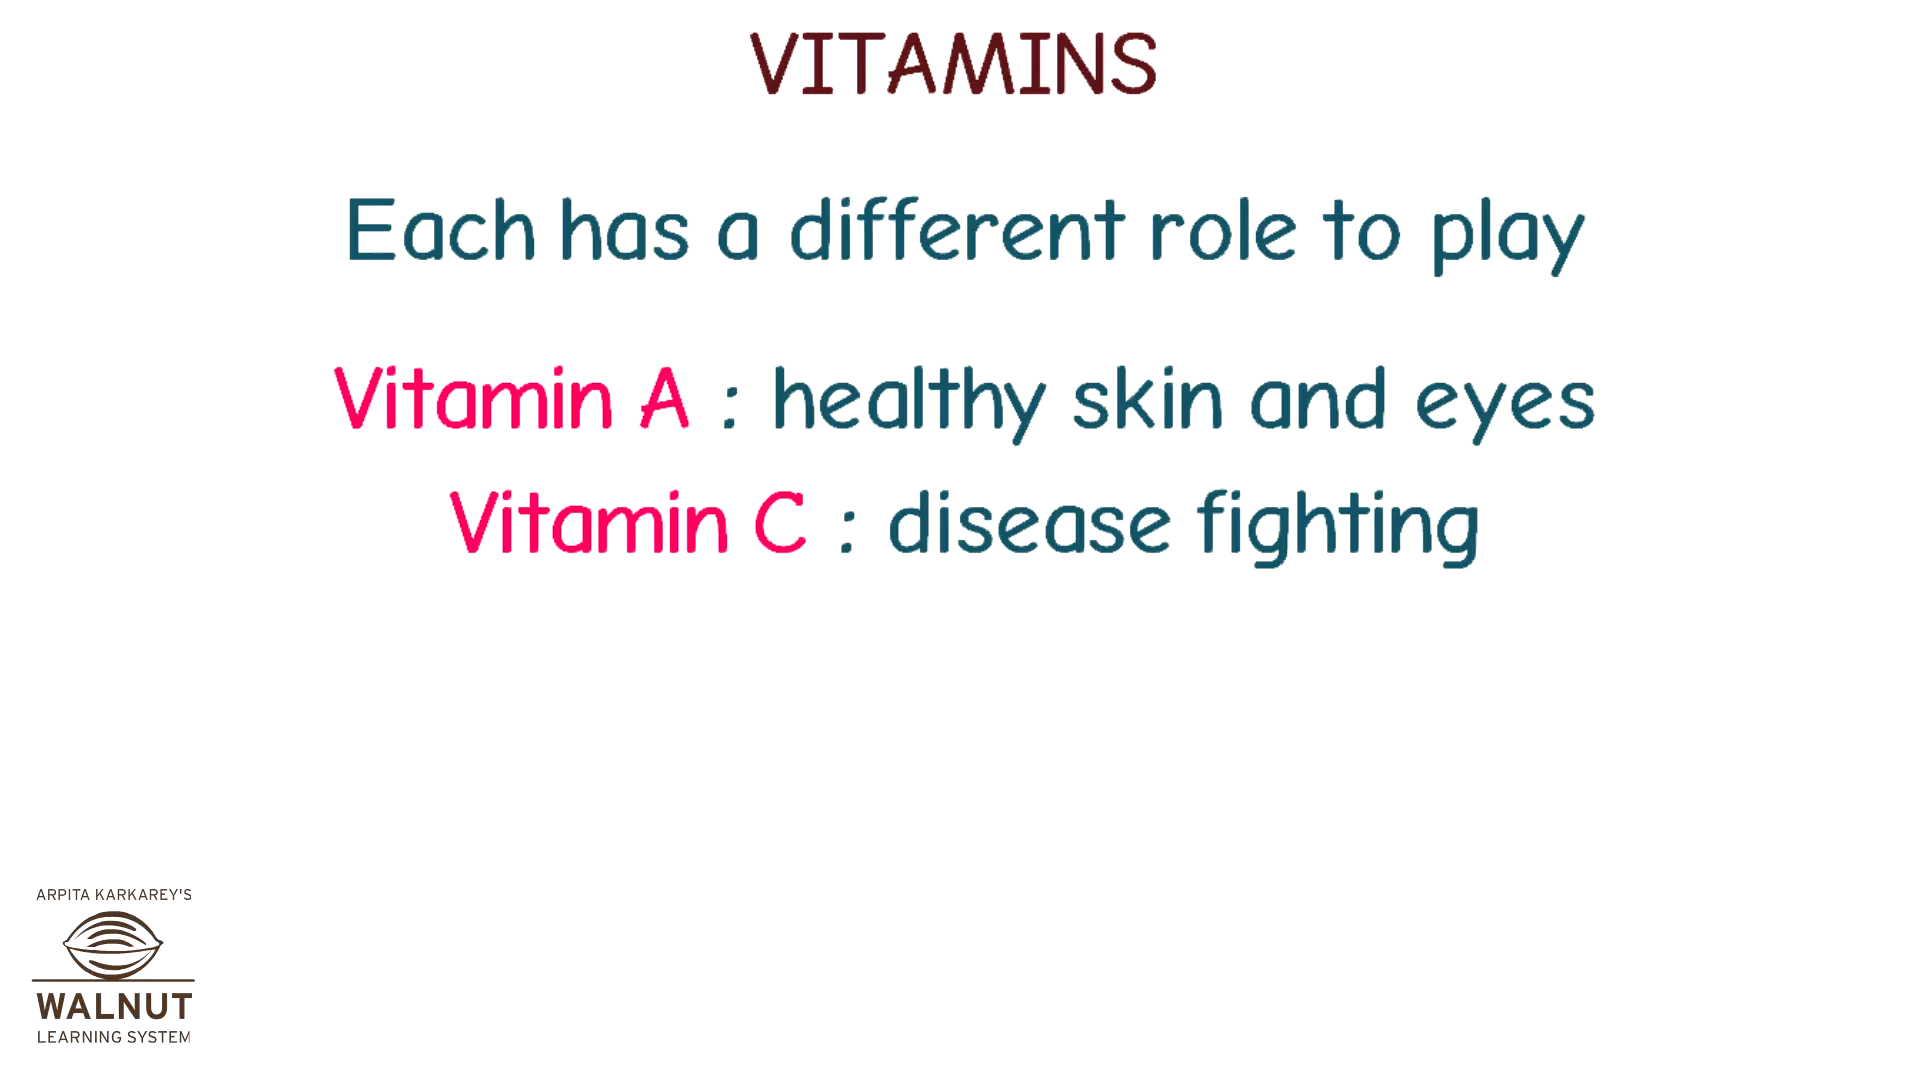 VITAMINS
Each has a different role to play
Vitamin A : healthy skin and eyes
Vitamin C : disease fighting
ARPITA KARKAREY'S
WALNUT
LEARNING SYSTEM